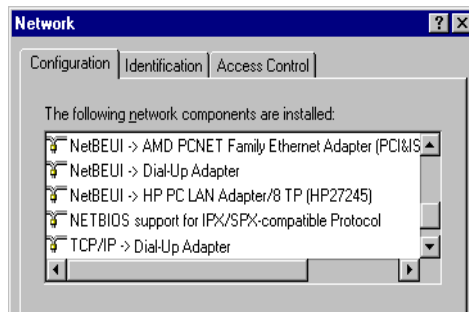 Network
Configuration Identification Access Control
The following network components are installed:
NetBEUI -> AMD PCNET Family Ethernet Adapter (PCI&IS
NetBEUI -> Dial-Up Adapter
NetBEUI -> HP PC LAN Adapter/8 TP (HP27245)
NETBIOS support for IPX/SPX-compatible Protocol
TCP/IP -> Dial-Up Adapter